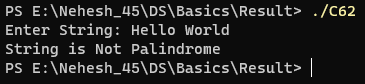 PS E:\Nehesh_45\DS\Basics\Result> ./C62
Enter String: Hello World
String is Not Palindrome
PS E:\Nehesh_45\DS\Basics\Result>